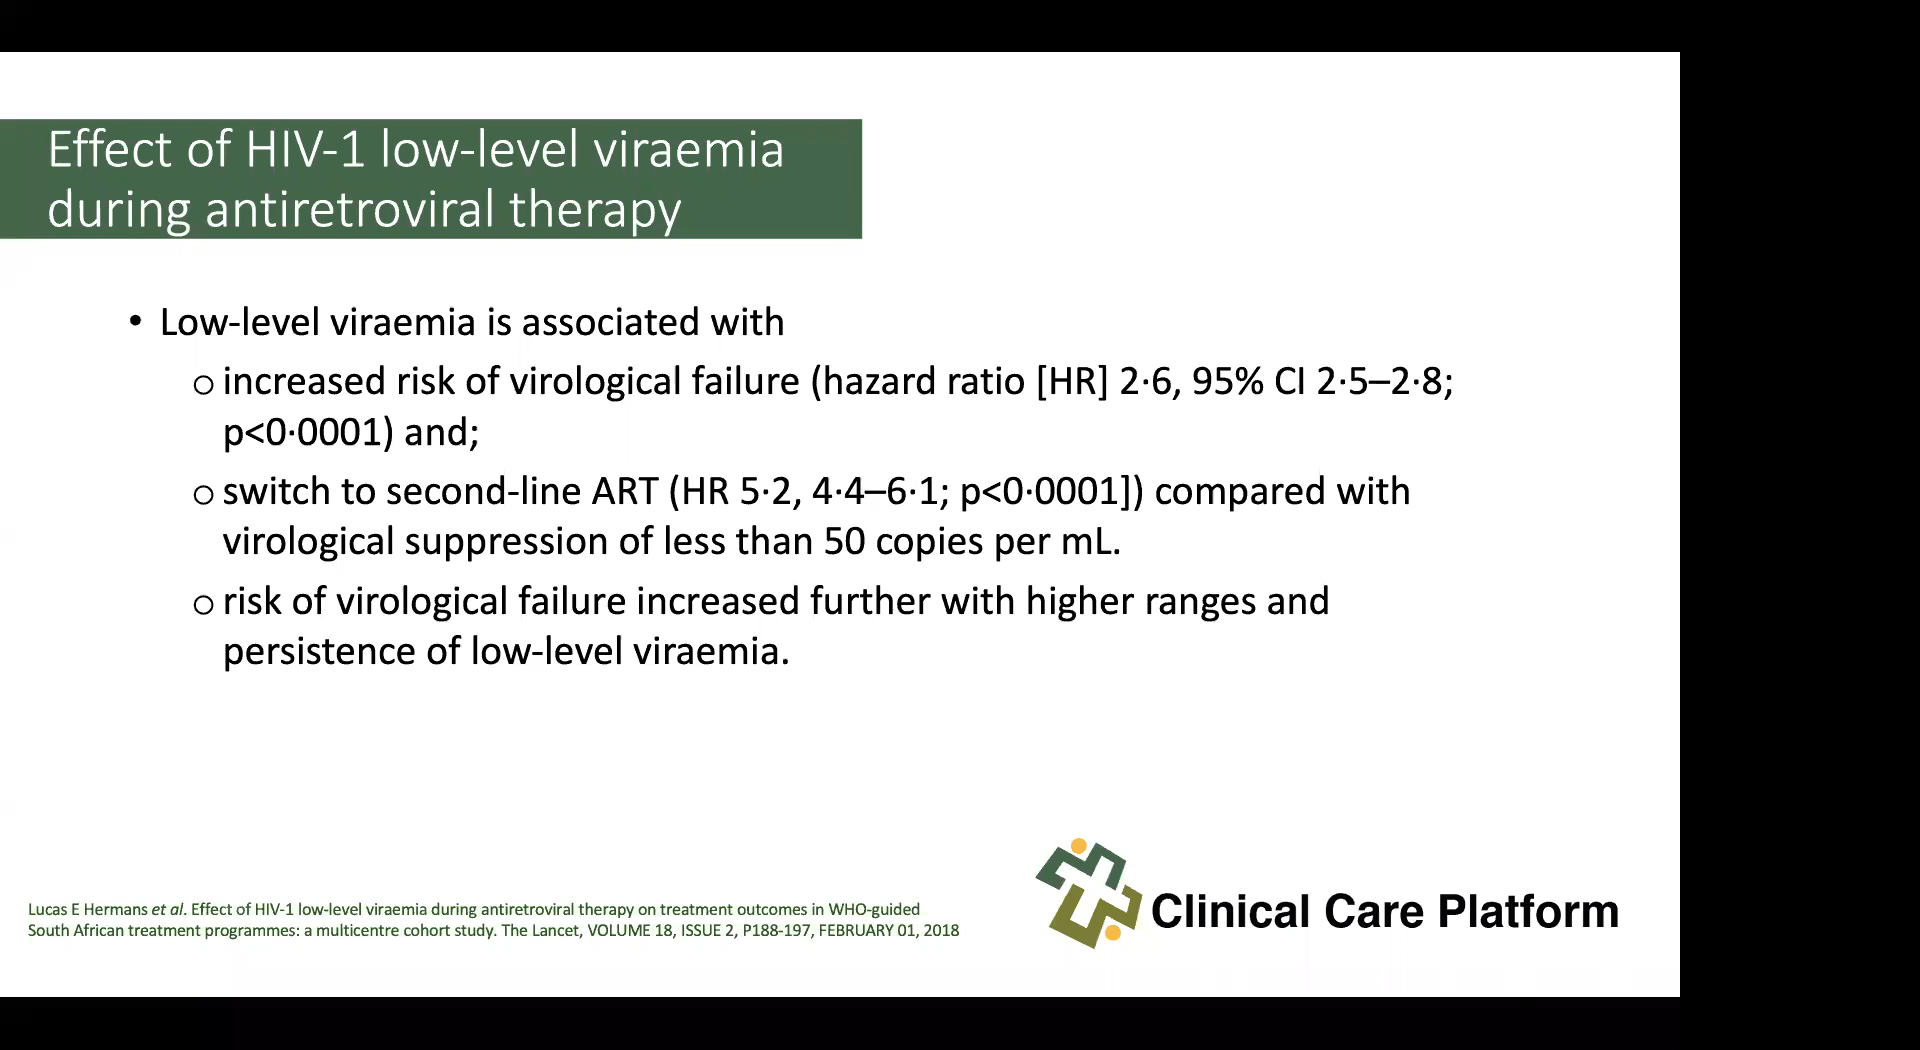 Effect of HIV-1 low-level viraemia
during antiretroviral therapy
• Low-level viraemia is associated with
o increased risk of virological failure (hazard ratio [HR] 2·6, 95% CI 2·5–2·8;
p<0·0001) and;
o switch to second-line ART (HR 5·2, 4·4–6·1; p<0·0001]) compared with
virological suppression of less than 50 copies per mL.
o risk of virological failure increased further with higher ranges and
persistence of low-level viraemia.
Lucas E Hermans et al. Effect of HIV-1 low-level viraemia during antiretroviral therapy on treatment outcomes in WHO-guided
South African treatment programmes: a multicentre cohort study. The Lancet, VOLUME 18, ISSUE 2, P188-197, FEBRUARY 01, 2018
Clinical Care Platform